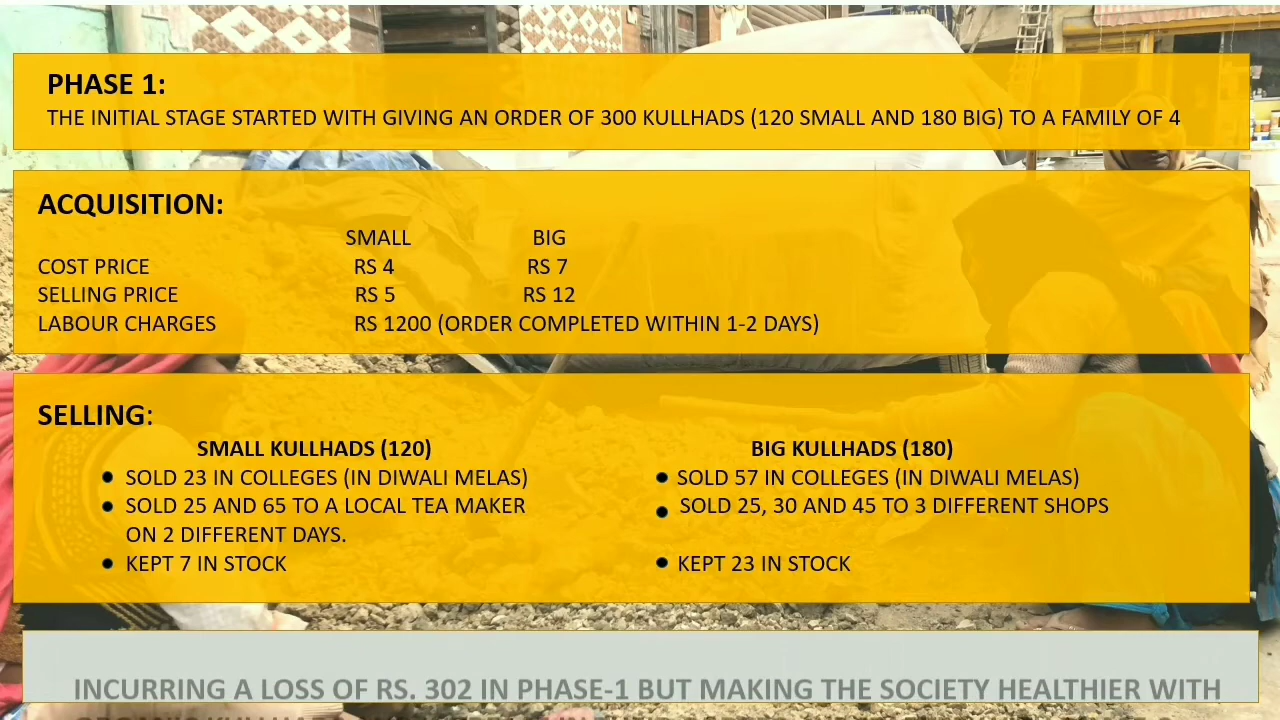 PHASE 1:
THE INITIAL STAGE STARTED WITH GIVING AN ORDER OF 300 KULLHADS (120 SMALL AND 180 BIG) TO A FAMILY OF 4
ACQUISITION:
SMALL BIG
COST PRICE RS 4 RS 7
SELLING PRICE RS 5 RS 12
LABOUR CHARGES RS 1200 (ORDER COMPLETED WITHIN 1-2 DAYS)
SELLING:
SMALL KULLHADS (120)
• SOLD 23 IN COLLEGES (IN DIWALI MELAS)
• SOLD 25 AND 65 TO A LOCAL TEA MAKER
ON 2 DIFFERENT DAYS.
• KEPT 7 IN STOCK
BIG KULLHADS (180)
• SOLD 57 IN COLLEGES (IN DIWALI MELAS)
• SOLD 25, 30 AND 45 TO 3 DIFFERENT SHOPS
• KEPT 23 IN STOCK
INCURRING A LOSS OF RS. 302 IN PHASE-1 BUT MAKING THE SOCIETY HEALTHIER WITH